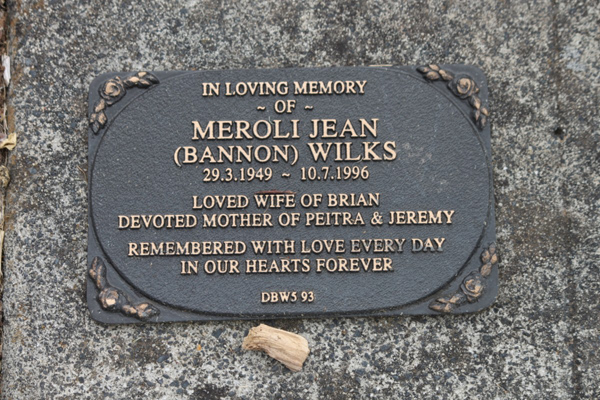 IN LOVING MEMORY
~ OF ~
MEROLI JEAN
(BANNON) WILKS
29.3.1949 ~ 10.7.1996
LOVED WIFE OF BRIAN
DEVOTED MOTHER OF PEITRA & JEREMY
REMEMBERED WITH LOVE EVERY DAY
IN OUR HEARTS FOREVER
DBW5 93